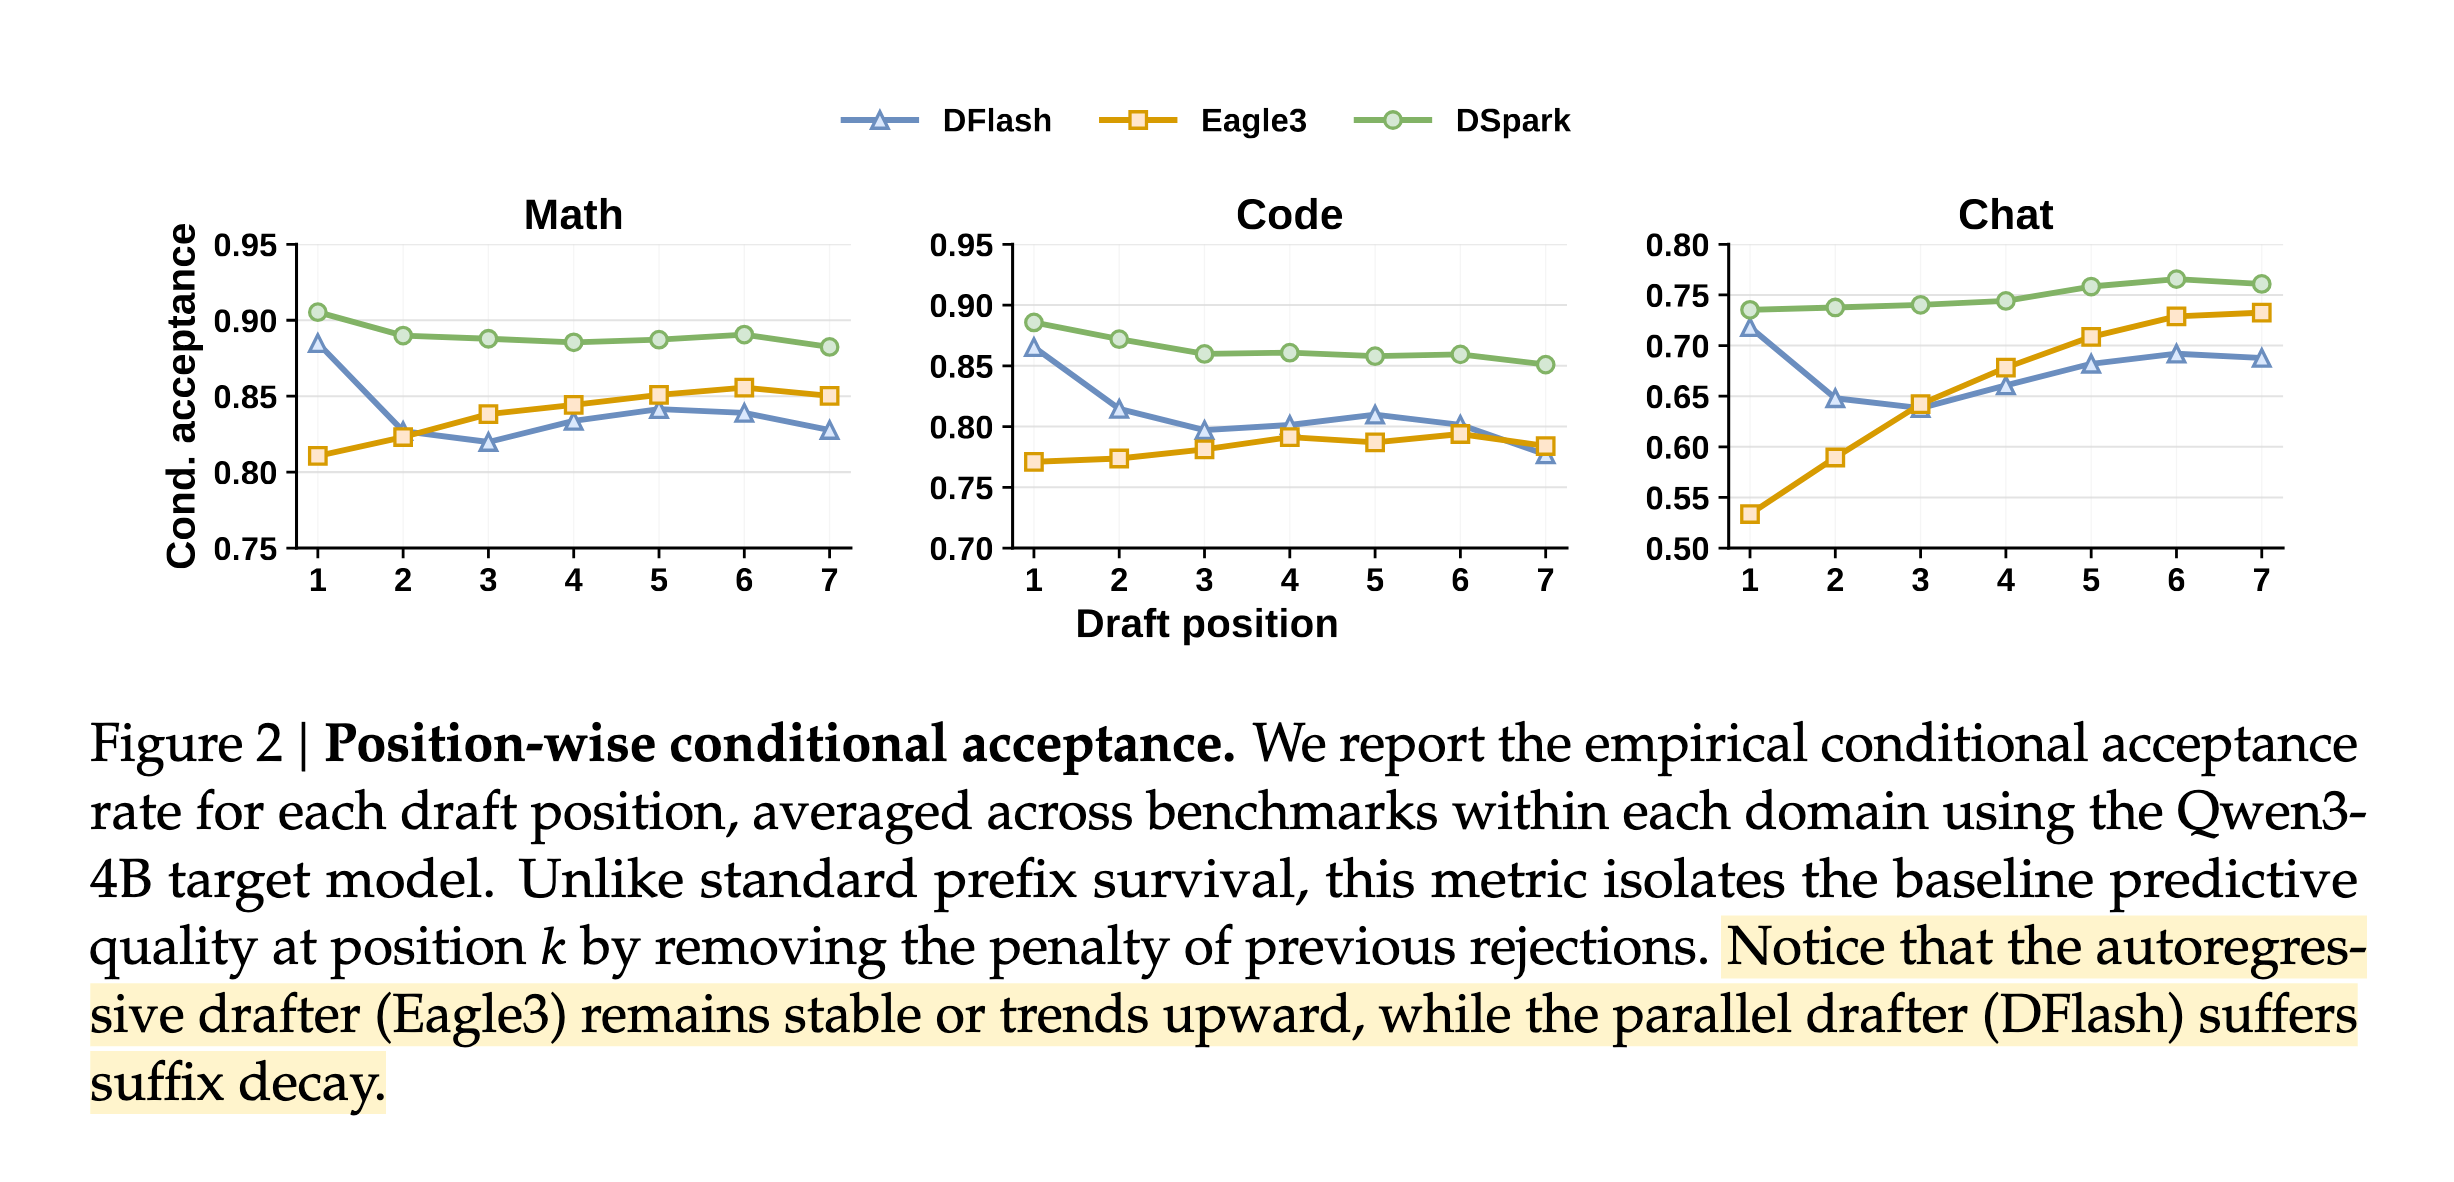 DFlash Eagle3 DSpark
Math
Cond. acceptance
0.95
0.90
0.85
0.80
0.75
1 2 3 4 5 6 7
Code
0.95
0.90
0.85
0.80
0.75
0.70
1 2 3 4 5 6 7
Chat
0.80
0.75
0.70
0.65
0.60
0.55
0.50
1 2 3 4 5 6 7
Draft position
Figure 2 | Position-wise conditional acceptance. We report the empirical conditional acceptance
rate for each draft position, averaged across benchmarks within each domain using the Qwen3-
4B target model. Unlike standard prefix survival, this metric isolates the baseline predictive
quality at position k by removing the penalty of previous rejections. Notice that the autoregres-
sive drafter (Eagle3) remains stable or trends upward, while the parallel drafter (DFlash) suffers
suffix decay.